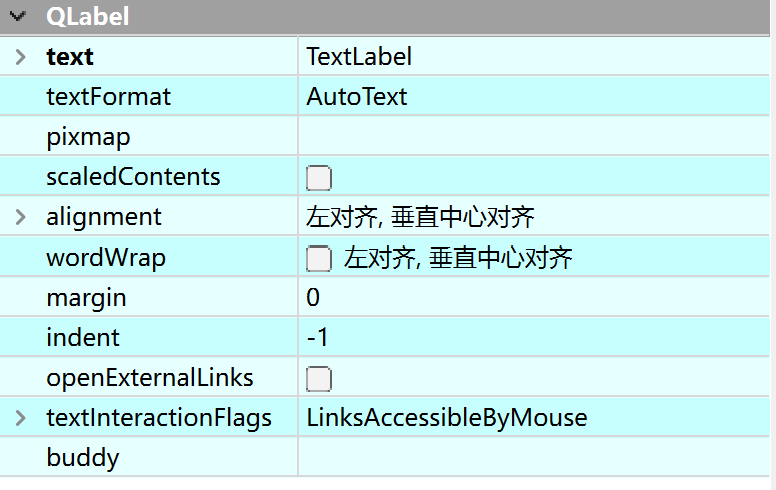 QLabel
text TextLabel
textFormat AutoText
pixmap
scaledContents
alignment 左对齐, 垂直中心对齐
wordWrap 左对齐, 垂直中心对齐
margin 0
indent -1
openExternalLinks
textInteractionFlags LinksAccessibleByMouse
buddy